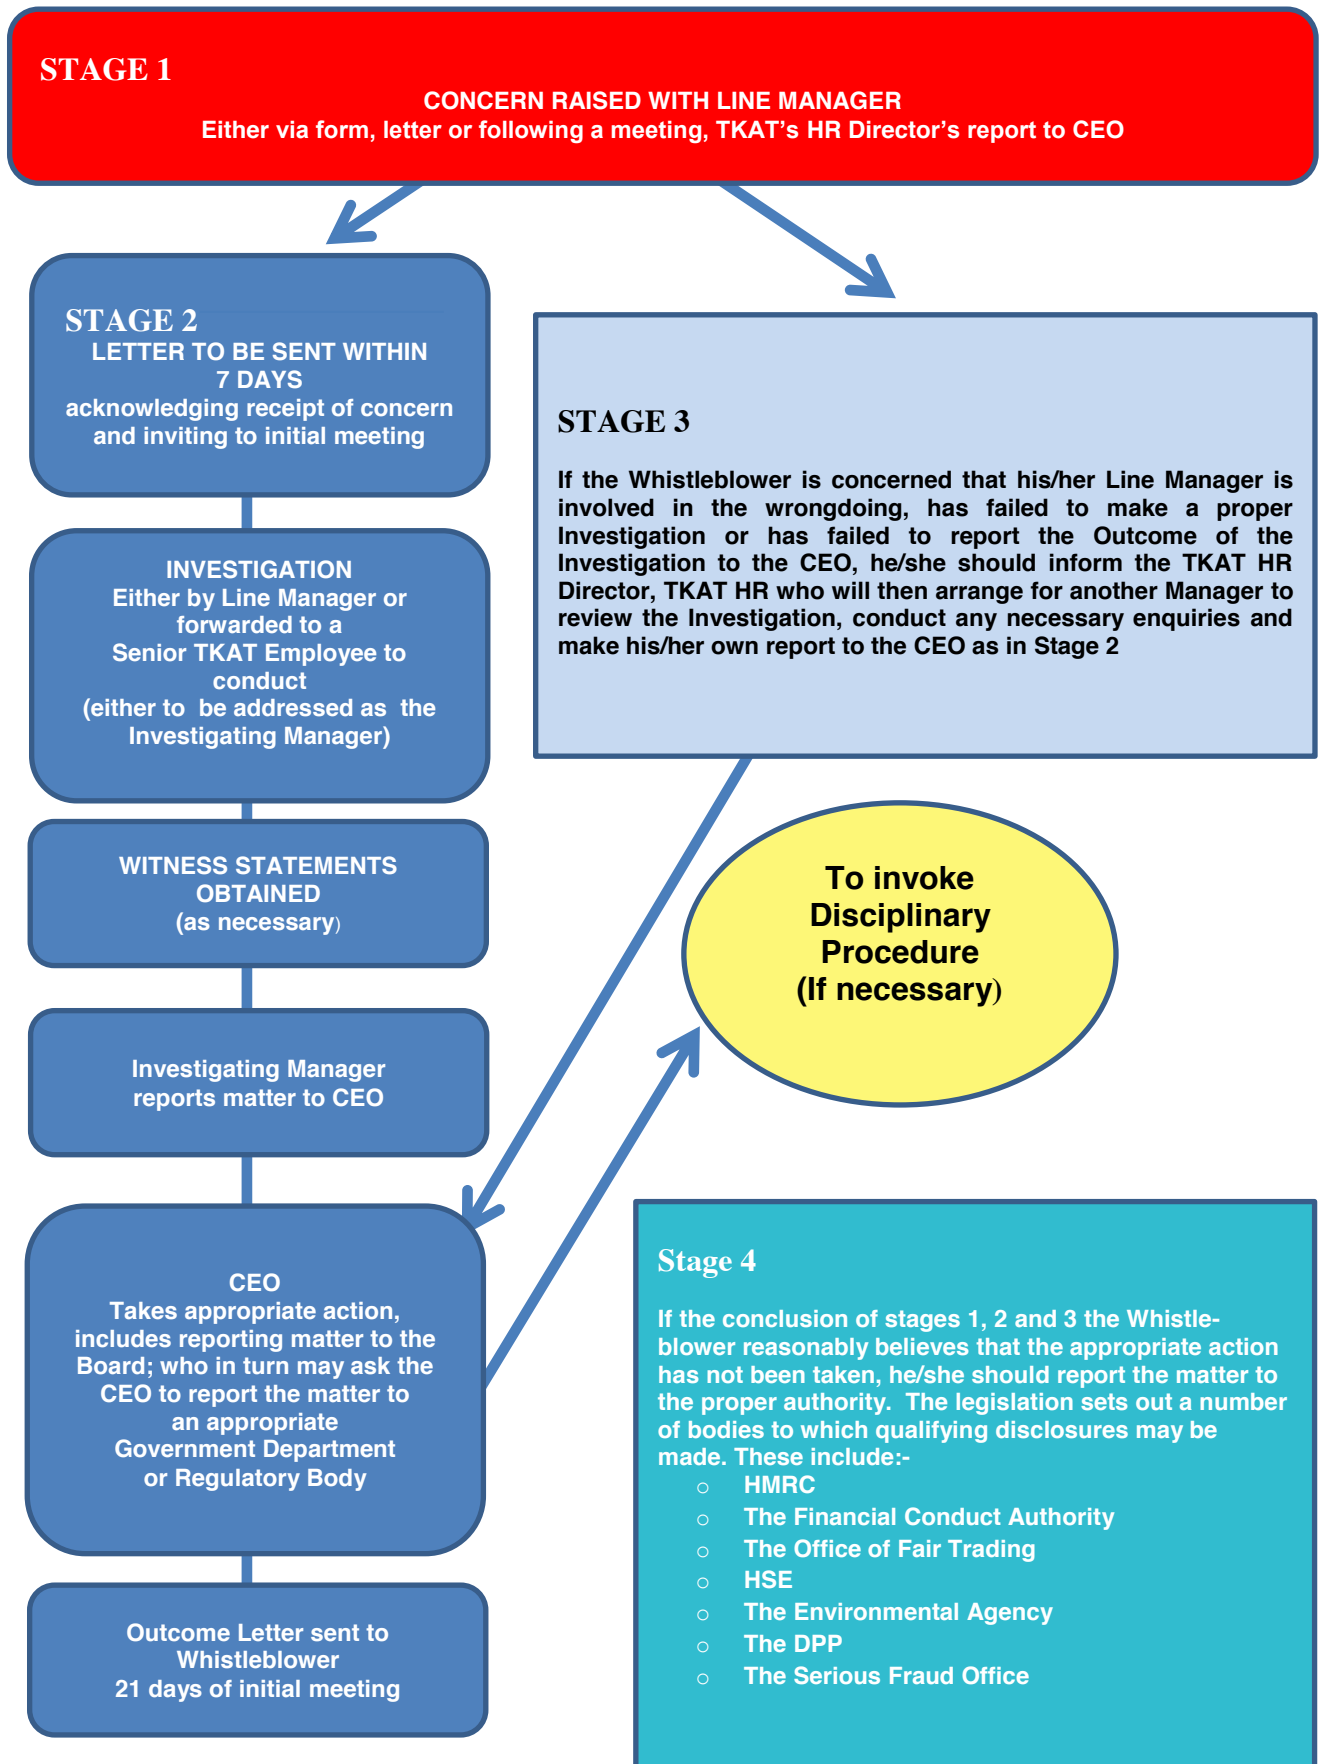 STAGE 1
CONCERN RAISED WITH LINE MANAGER
Either via form, letter or following a meeting, TKAT's HR Director's report to CEO
STAGE 2
LETTER TO BE SENT WITHIN
7 DAYS
acknowledging receipt of concern
and inviting to initial meeting
INVESTIGATION
Either by Line Manager or
forwarded to a
Senior TKAT Employee to
conduct
(either to be addressed as the
Investigating Manager)
WITNESS STATEMENTS
OBTAINED
(as necessary)
Investigating Manager
reports matter to CEO
CEO
Takes appropriate action,
includes reporting matter to the
Board; who in turn may ask the
CEO to report the matter to
an appropriate
Government Department
or Regulatory Body
Outcome Letter sent to
Whistleblower
21 days of initial meeting
STAGE 3
If the Whistleblower is concerned that his/her Line Manager is
involved in the wrongdoing, has failed to make a proper
Investigation or has failed to report the Outcome of the
Investigation to the CEO, he/she should inform the TKAT HR
Director, TKAT HR who will then arrange for another Manager to
review the Investigation, conduct any necessary enquiries and
make his/her own report to the CEO as in Stage 2
To invoke
Disciplinary
Procedure
(If necessary)
Stage 4
If the conclusion of stages 1, 2 and 3 the Whistle-
blower reasonably believes that the appropriate action
has not been taken, he/she should report the matter to
the proper authority. The legislation sets out a number
of bodies to which qualifying disclosures may be
made. These include:-
○ HMRC
○ The Financial Conduct Authority
○ The Office of Fair Trading
○ HSE
○ The Environmental Agency
○ The DPP
○ The Serious Fraud Office